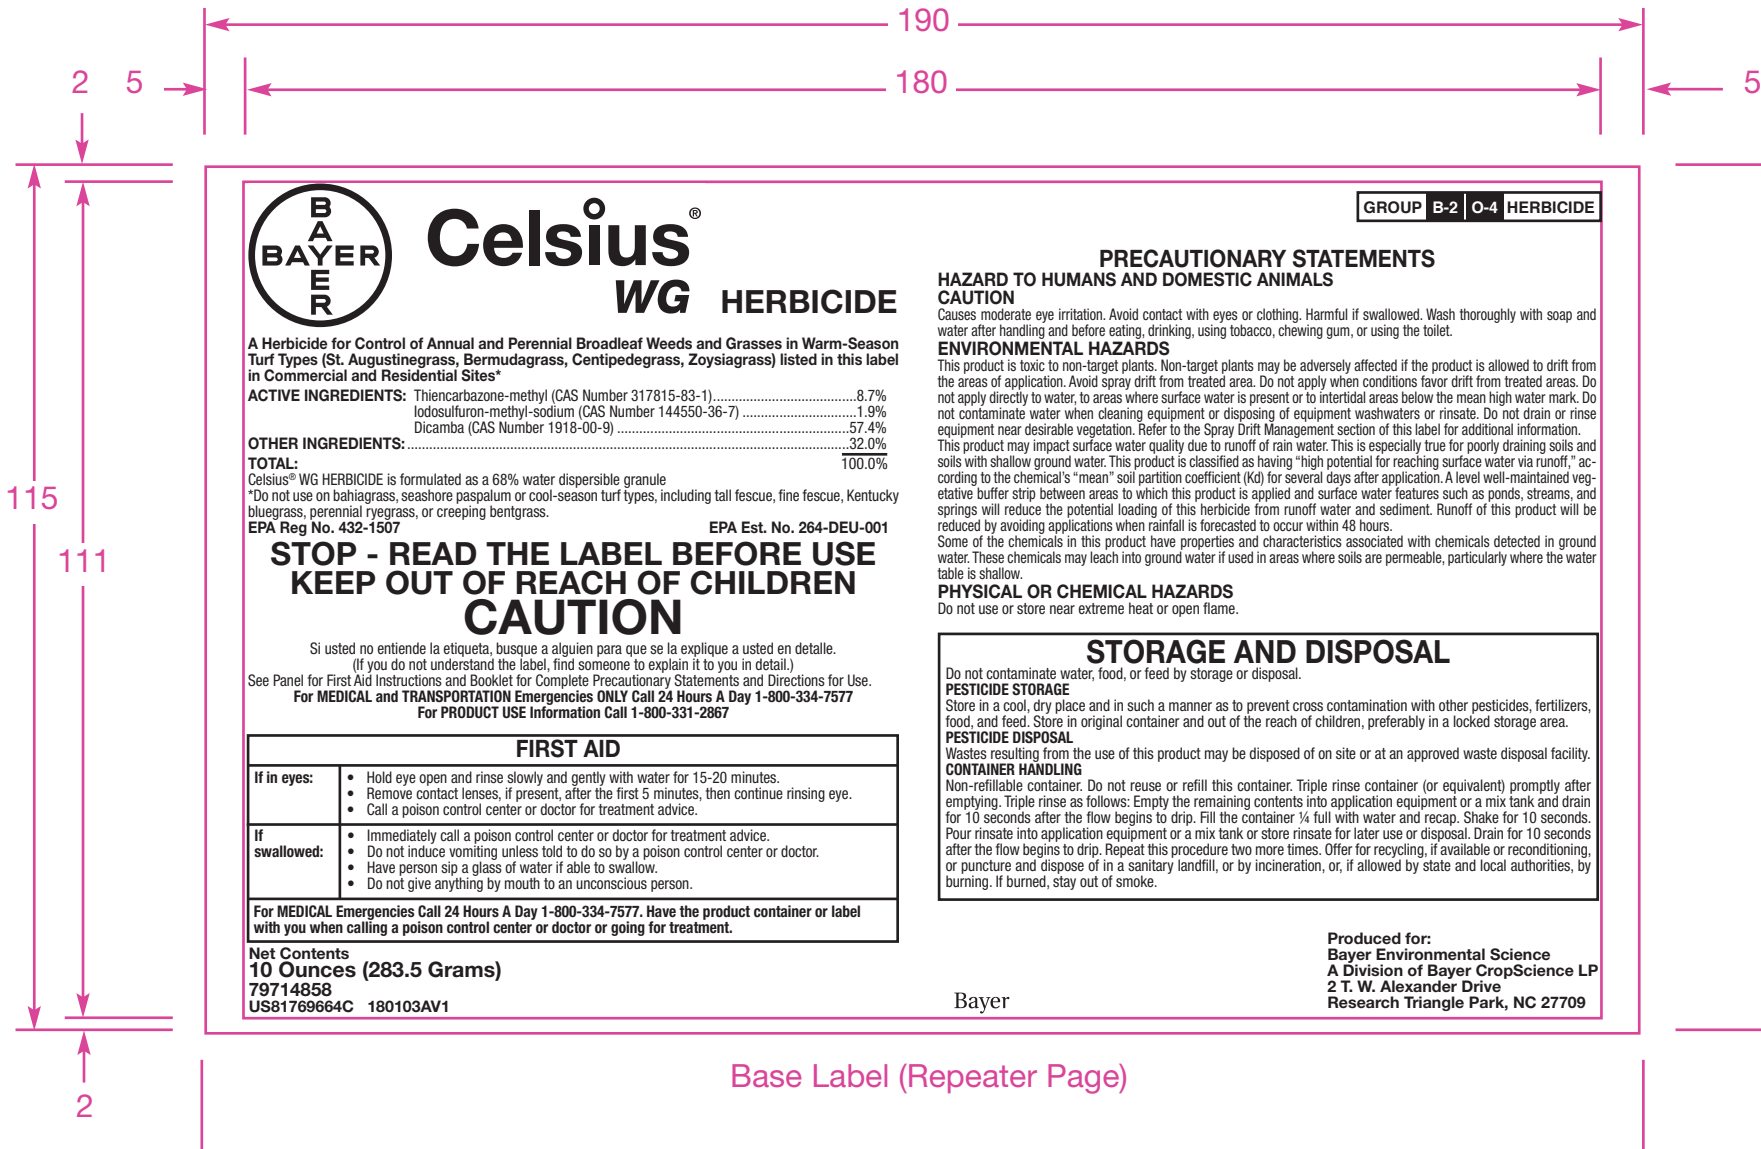 190
2 5 180 5
BAYER
BAYER
Celsius®
WG HERBICIDE
A Herbicide for Control of Annual and Perennial Broadleaf Weeds and Grasses in Warm-Season
Turf Types (St. Augustinegrass, Bermudagrass, Centipedegrass, Zoysiagrass) listed in this label
in Commercial and Residential Sites*
ACTIVE INGREDIENTS: Thiencarbazone-methyl (CAS Number 317815-83-1).......................................8.7%
Iodosulfuron-methyl-sodium (CAS Number 144550-36-7) ...............................1.9%
Dicamba (CAS Number 1918-00-9) ...............................................................57.4%
OTHER INGREDIENTS:........................................................................................................................32.0%
TOTAL: 100.0%
Celsius® WG HERBICIDE is formulated as a 68% water dispersible granule
*Do not use on bahiagrass, seashore paspalum or cool-season turf types, including tall fescue, fine fescue, Kentucky
bluegrass, perennial ryegrass, or creeping bentgrass.
EPA Reg No. 432-1507 EPA Est. No. 264-DEU-001
STOP - READ THE LABEL BEFORE USE
KEEP OUT OF REACH OF CHILDREN
CAUTION
Si usted no entiende la etiqueta, busque a alguien para que se la explique a usted en detalle.
(If you do not understand the label, find someone to explain it to you in detail.)
See Panel for First Aid Instructions and Booklet for Complete Precautionary Statements and Directions for Use.
For MEDICAL and TRANSPORTATION Emergencies ONLY Call 24 Hours A Day 1-800-334-7577
For PRODUCT USE Information Call 1-800-331-2867
FIRST AID
If in eyes:
• Hold eye open and rinse slowly and gently with water for 15-20 minutes.
• Remove contact lenses, if present, after the first 5 minutes, then continue rinsing eye.
• Call a poison control center or doctor for treatment advice.
If
swallowed:
• Immediately call a poison control center or doctor for treatment advice.
• Do not induce vomiting unless told to do so by a poison control center or doctor.
• Have person sip a glass of water if able to swallow.
• Do not give anything by mouth to an unconscious person.
For MEDICAL Emergencies Call 24 Hours A Day 1-800-334-7577. Have the product container or label
with you when calling a poison control center or doctor or going for treatment.
Net Contents
10 Ounces (283.5 Grams)
79714858
US81769664C 180103AV1
GROUP B-2 O-4 HERBICIDE
PRECAUTIONARY STATEMENTS
HAZARD TO HUMANS AND DOMESTIC ANIMALS
CAUTION
Causes moderate eye irritation. Avoid contact with eyes or clothing. Harmful if swallowed. Wash thoroughly with soap and
water after handling and before eating, drinking, using tobacco, chewing gum, or using the toilet.
ENVIRONMENTAL HAZARDS
This product is toxic to non-target plants. Non-target plants may be adversely affected if the product is allowed to drift from
the areas of application. Avoid spray drift from treated area. Do not apply when conditions favor drift from treated areas. Do
not apply directly to water, to areas where surface water is present or to intertidal areas below the mean high water mark. Do
not contaminate water when cleaning equipment or disposing of equipment washwaters or rinsate. Do not drain or rinse
equipment near desirable vegetation. Refer to the Spray Drift Management section of this label for additional information.
This product may impact surface water quality due to runoff of rain water. This is especially true for poorly draining soils and
soils with shallow ground water. This product is classified as having “high potential for reaching surface water via runoff,” ac-
cording to the chemical’s “mean” soil partition coefficient (Kd) for several days after application. A level well-maintained veg-
etative buffer strip between areas to which this product is applied and surface water features such as ponds, streams, and
springs will reduce the potential loading of this herbicide from runoff water and sediment. Runoff of this product will be
reduced by avoiding applications when rainfall is forecasted to occur within 48 hours.
Some of the chemicals in this product have properties and characteristics associated with chemicals detected in ground
water. These chemicals may leach into ground water if used in areas where soils are permeable, particularly where the water
table is shallow.
PHYSICAL OR CHEMICAL HAZARDS
Do not use or store near extreme heat or open flame.
STORAGE AND DISPOSAL
Do not contaminate water, food, or feed by storage or disposal.
PESTICIDE STORAGE
Store in a cool, dry place and in such a manner as to prevent cross contamination with other pesticides, fertilizers,
food, and feed. Store in original container and out of the reach of children, preferably in a locked storage area.
PESTICIDE DISPOSAL
Wastes resulting from the use of this product may be disposed of on site or at an approved waste disposal facility.
CONTAINER HANDLING
Non-refillable container. Do not reuse or refill this container. Triple rinse container (or equivalent) promptly after
emptying. Triple rinse as follows: Empty the remaining contents into application equipment or a mix tank and drain
for 10 seconds after the flow begins to drip. Fill the container ¼ full with water and recap. Shake for 10 seconds.
Pour rinsate into application equipment or a mix tank or store rinsate for later use or disposal. Drain for 10 seconds
after the flow begins to drip. Repeat this procedure two more times. Offer for recycling, if available or reconditioning,
or puncture and dispose of in a sanitary landfill, or by incineration, or, if allowed by state and local authorities, by
burning. If burned, stay out of smoke.
Bayer
Produced for:
Bayer Environmental Science
A Division of Bayer CropScience LP
2 T. W. Alexander Drive
Research Triangle Park, NC 27709
115
111
2
Base Label (Repeater Page)